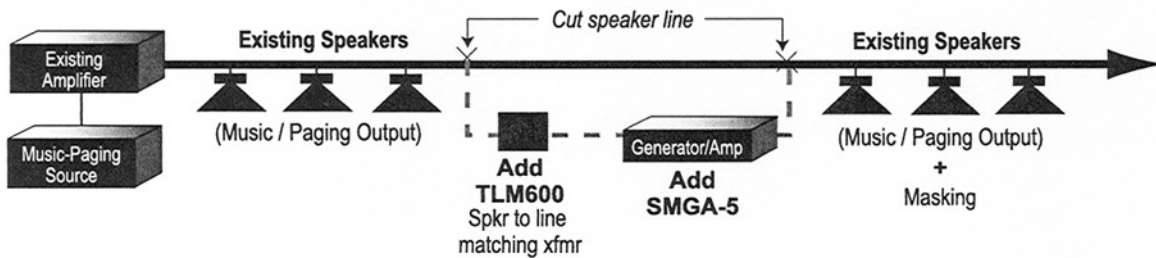 Cut speaker line
Existing Speakers
Existing Speakers
Existing
Amplifier
(Music / Paging Output)
Music-Paging
Source
Add
TLM600
Spkr to line
matching xfmr
Generator/Amp
Add
SMGA-5
(Music / Paging Output)
+
Masking